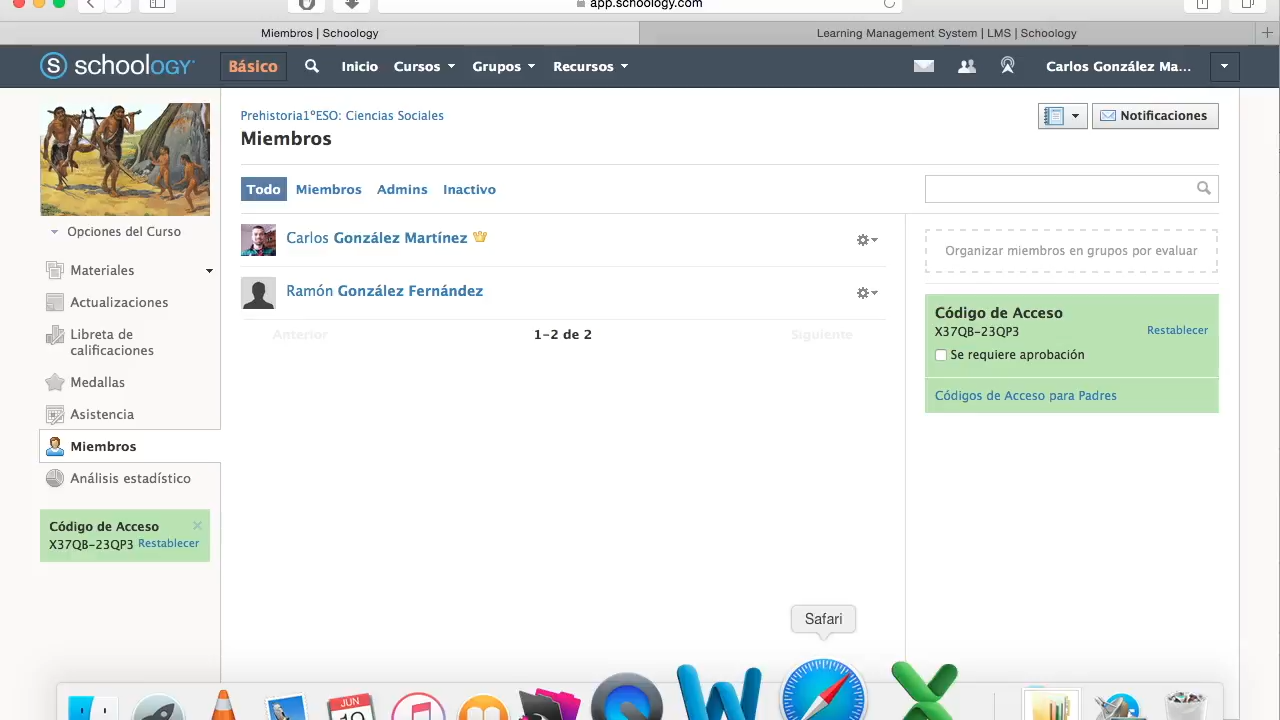 app.schoology.com
Miembros | Schoology
Learning Management System | LMS | Schoology
S schoology
Básico
Inicio
Cursos
Grupos
Recursos
Carlos González Ma...
Prehistoria1ºESO: Ciencias Sociales
Miembros
Notificaciones
Todo
Miembros
Admins
Inactivo
Opciones del Curso
Materiales
Actualizaciones
Libreta de
calificaciones
Medallas
Asistencia
Miembros
Análisis estadístico
Código de Acceso
X37QB-23QP3 Restablecer
Carlos González Martínez
Ramón González Fernández
Anterior
1-2 de 2
Siguiente
Organizar miembros en grupos por evaluar
Código de Acceso
X37QB-23QP3
Restablecer
Se requiere aprobación
Códigos de Acceso para Padres
Safari
JUN